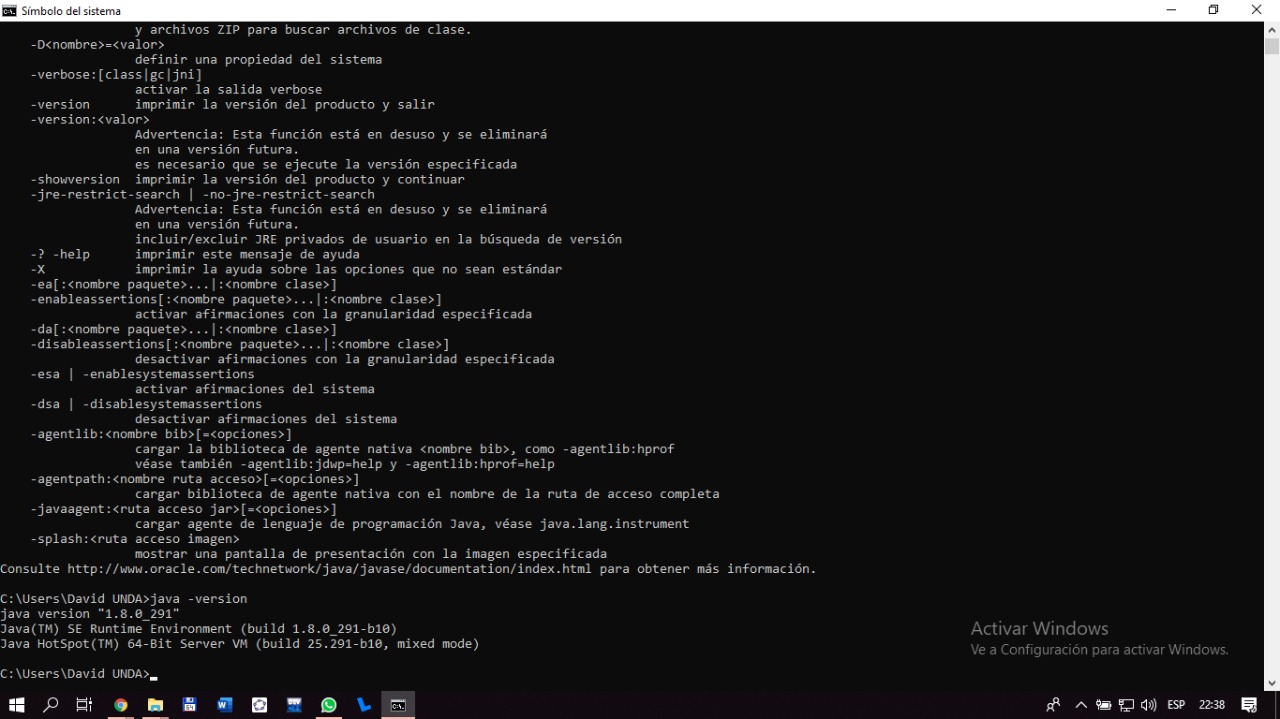 Símbolo del sistema
y archivos ZIP para buscar archivos de clase.
-D<nombre>=<valor>
definir una propiedad del sistema
-verbose:[class|gc|jni]
activar la salida verbose
-version      imprimir la versión del producto y salir
-version:<valor>
Advertencia: Esta función está en desuso y se eliminará
en una versión futura.
es necesario que se ejecute la versión especificada
-showversion  imprimir la versión del producto y continuar
-jre-restrict-search | -no-jre-restrict-search
Advertencia: Esta función está en desuso y se eliminará
en una versión futura.
incluir/excluir JRE privados de usuario en la búsqueda de versión
-? -help      imprimir este mensaje de ayuda
-X            imprimir la ayuda sobre las opciones que no sean estándar
-ea[:<nombre paquete>...|:<nombre clase>]
-enableassertions[:<nombre paquete>...|:<nombre clase>]
activar afirmaciones con la granularidad especificada
-da[:<nombre paquete>...|:<nombre clase>]
-disableassertions[:<nombre paquete>...|:<nombre clase>]
desactivar afirmaciones con la granularidad especificada
-esa | -enablesystemassertions
activar afirmaciones del sistema
-dsa | -disablesystemassertions
desactivar afirmaciones del sistema
-agentlib:<nombre bib>[=<opciones>]
cargar la biblioteca de agente nativa <nombre bib>, como -agentlib:hprof
véase también -agentlib:jdwp=help y -agentlib:hprof=help
-agentpath:<nombre ruta acceso>[=<opciones>]
cargar biblioteca de agente nativa con el nombre de la ruta de acceso completa
-javaagent:<ruta acceso jar>[=<opciones>]
cargar agente de lenguaje de programación Java, véase java.lang.instrument
-splash:<ruta acceso imagen>
mostrar una pantalla de presentación con la imagen especificada
Consulte http://www.oracle.com/technetwork/java/javase/documentation/index.html para obtener más información.
C:\Users\David UNDA>java -version
java version "1.8.0_291"
Java(TM) SE Runtime Environment (build 1.8.0_291-b10)
Java HotSpot(TM) 64-Bit Server VM (build 25.291-b10, mixed mode)
C:\Users\David UNDA>
Activar Windows
Ve a Configuración para activar Windows.
ESP
22:38